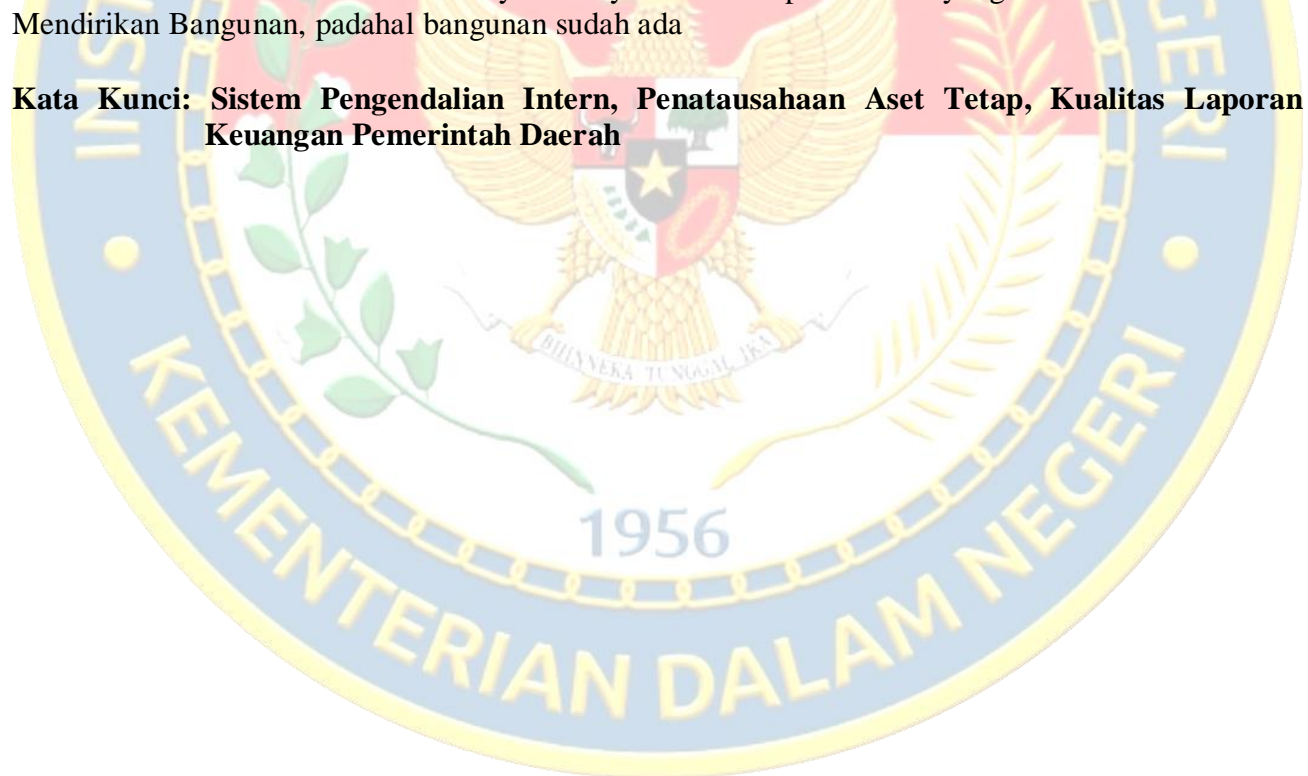 Mendirikan Bangunan, padahal bangunan sudah ada
Kata Kunci: Sistem Pengendalian Intern, Penatausahaan Aset Tetap, Kualitas Laporan
Keuangan Pemerintah Daerah
BHINNEKA TUNGGAL IKA
1956
KEMENTERIAN DALAM NEGERI